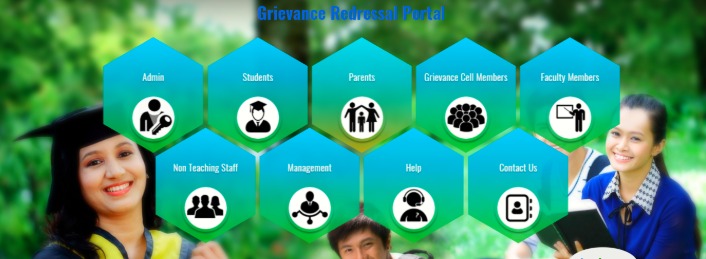 Grievance Redressal Portal
Admin
Students
Parents
Grievance Cell Members
Faculty Members
Non Teaching Staff
Management
Help
Contact Us